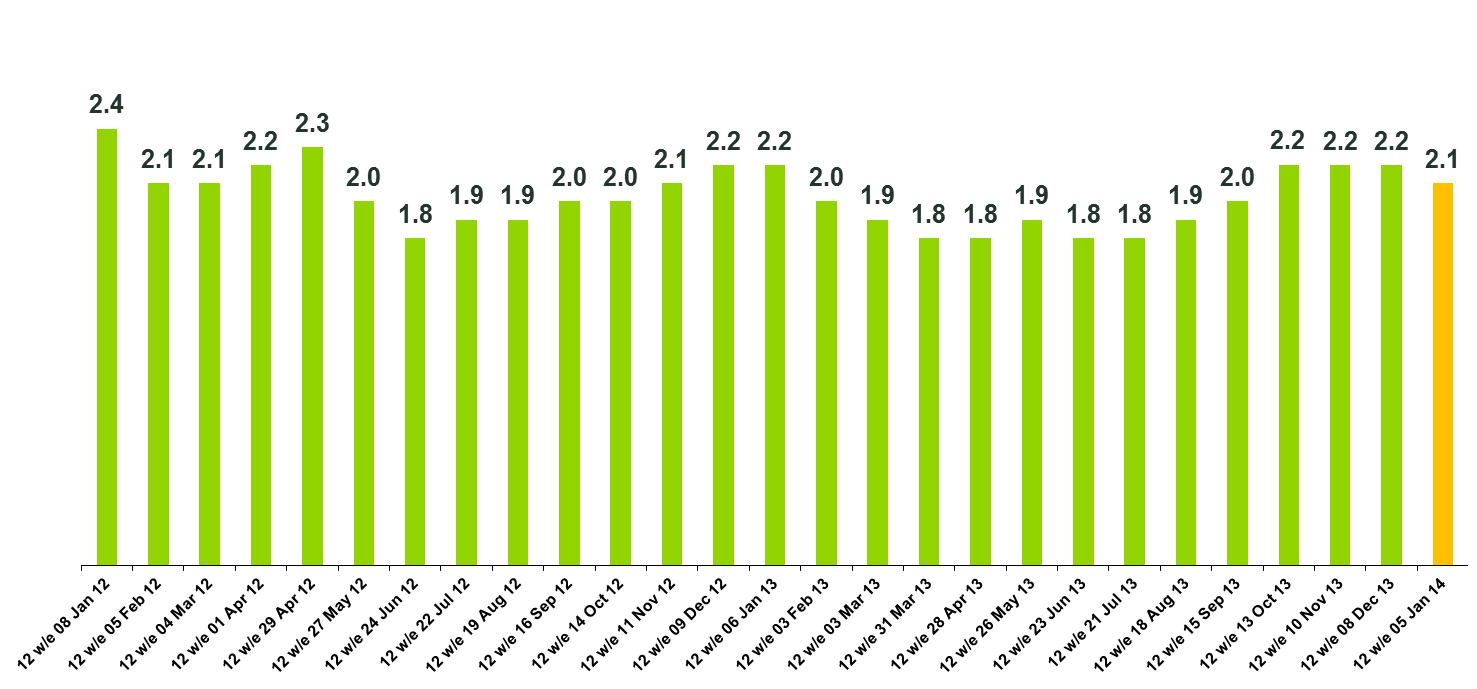 2.4
2.1
2.1
2.2
2.3
2.0
1.8
1.9
1.9
2.0
2.0
2.1
2.2
2.2
2.0
1.9
1.8
1.8
1.9
1.8
1.8
1.9
2.0
2.2
2.2
2.2
2.1
12 w/e 08 Jan 12
12 w/e 05 Feb 12
12 w/e 04 Mar 12
12 w/e 01 Apr 12
12 w/e 29 Apr 12
12 w/e 27 May 12
12 w/e 24 Jun 12
12 w/e 22 Jul 12
12 w/e 19 Aug 12
12 w/e 16 Sep 12
12 w/e 14 Oct 12
12 w/e 11 Nov 12
12 w/e 09 Dec 12
12 w/e 06 Jan 13
12 w/e 03 Feb 13
12 w/e 03 Mar 13
12 w/e 31 Mar 13
12 w/e 28 Apr 13
12 w/e 26 May 13
12 w/e 23 Jun 13
12 w/e 21 Jul 13
12 w/e 18 Aug 13
12 w/e 15 Sep 13
12 w/e 13 Oct 13
12 w/e 10 Nov 13
12 w/e 08 Dec 13
12 w/e 05 Jan 14